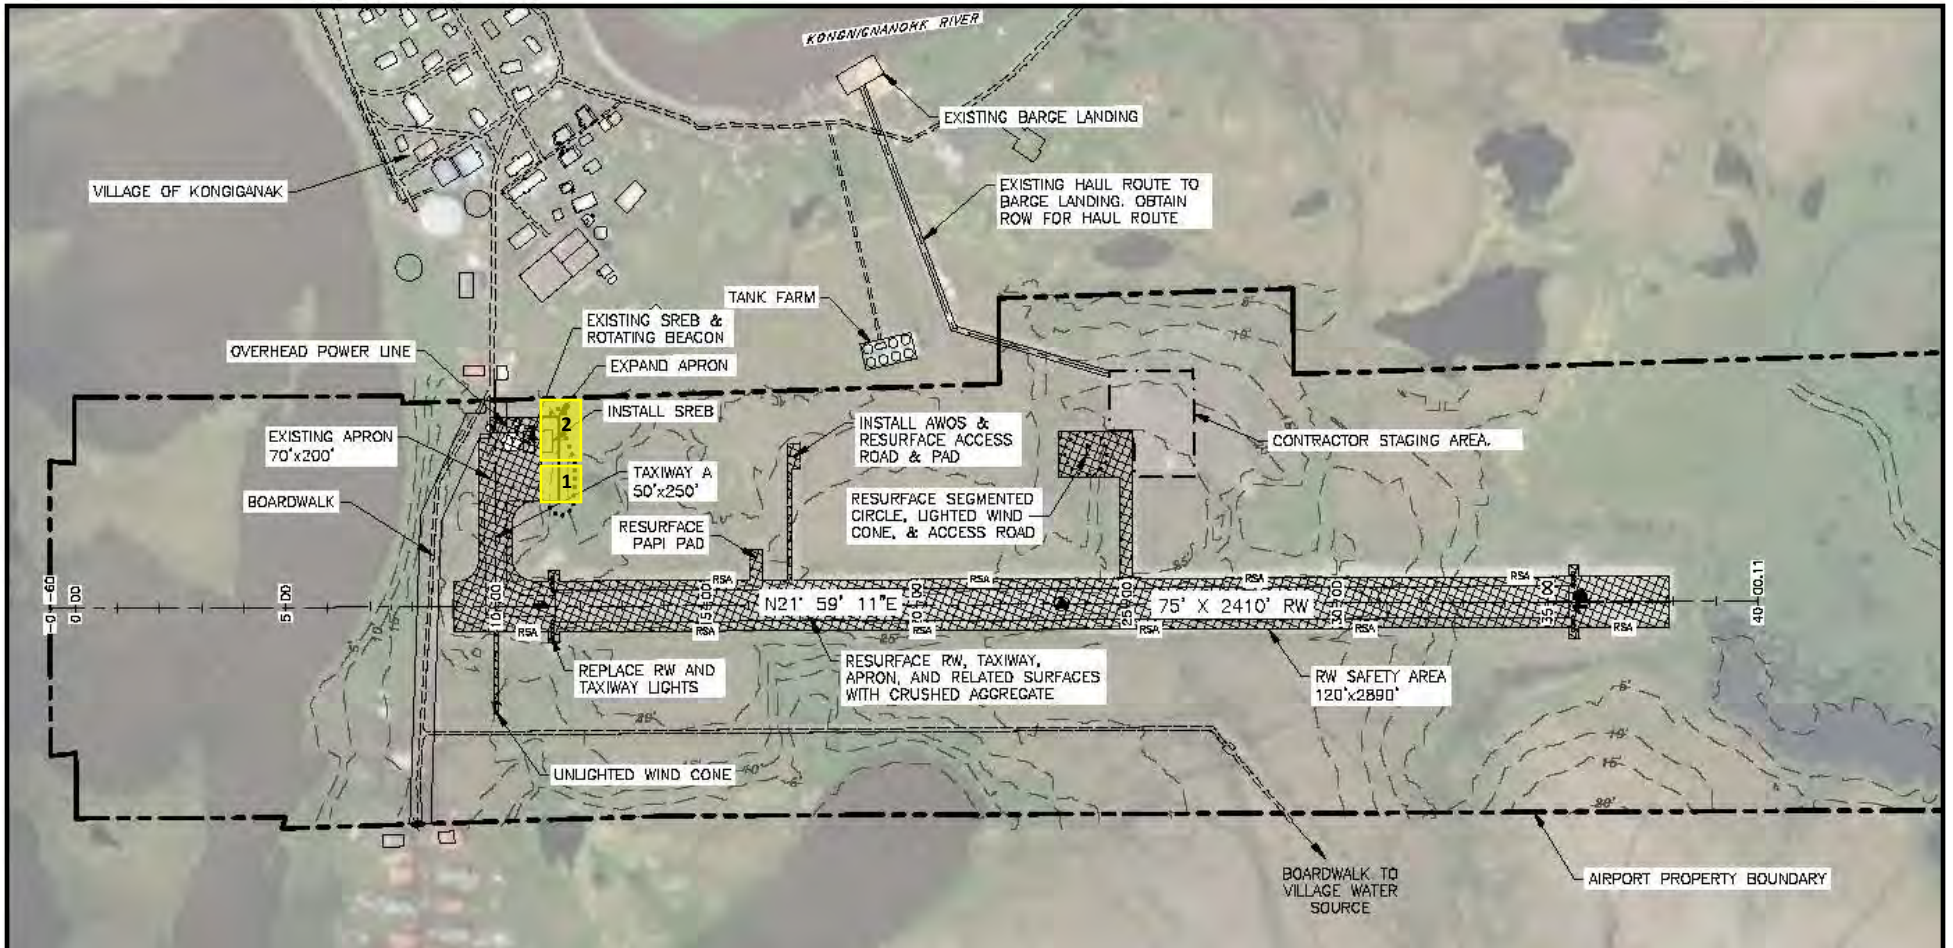 KONGNIGNANOHK RIVER
EXISTING BARGE LANDING
VILLAGE OF KONGIGANAK
EXISTING HAUL ROUTE TO
BARGE LANDING. OBTAIN
ROW FOR HAUL ROUTE
TANK FARM
EXISTING SREB &
ROTATING BEACON
OVERHEAD POWER LINE
EXPAND APRON
INSTALL SREB
2
1
EXISTING APRON
70'x200'
INSTALL AWOS &
RESURFACE ACCESS
ROAD & PAD
CONTRACTOR STAGING AREA.
TAXIWAY A
50'x250'
BOARDWALK
RESURFACE SEGMENTED
CIRCLE, LIGHTED WIND
CONE, & ACCESS ROAD
RESURFACE
PAPI PAD
RSA
RSA
RSA
RSA
-0-60
0+00
5+00
10+00
15+00
20+00
25+00
30+00
35+00
40+00.11
N21° 59' 11"E
75' X 2410' RW
RSA
RSA
RSA
RSA
RSA
REPLACE RW AND
TAXIWAY LIGHTS
RESURFACE RW, TAXIWAY,
APRON, AND RELATED SURFACES
WITH CRUSHED AGGREGATE
RW SAFETY AREA
120'x2890'
UNLIGHTED WIND CONE
BOARDWALK TO
VILLAGE WATER
SOURCE
AIRPORT PROPERTY BOUNDARY